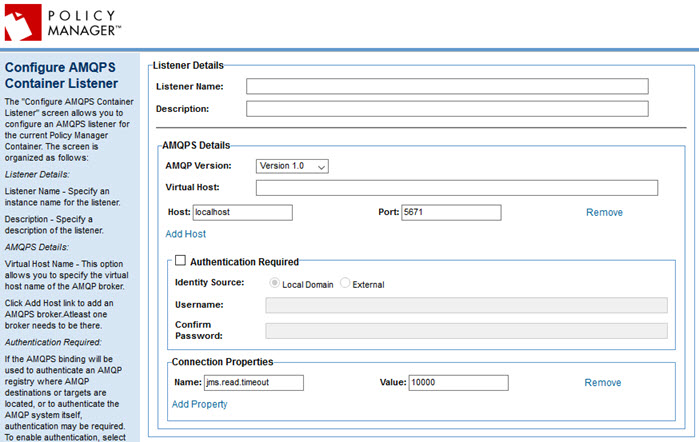 POLICY
MANAGER™
Configure AMQPS
Container Listener
The "Configure AMQPS Container
Listener" screen allows you to
configure an AMQPS listener for
the current Policy Manager
Container. The screen is
organized as follows:
Listener Details:
Listener Name - Specify an
instance name for the listener.
Description - Specify a
description of the listener.
AMQPS Details:
Virtual Host Name - This option
allows you to specify the virtual
host name of the AMQP broker.
Click Add Host link to add an
AMQPS broker.Atleast one
broker needs to be there.
Authentication Required:
If the AMQPS binding will be
used to authenticate an AMQP
registry where AMQP
destinations or targets are
located, or to authenticate the
AMQP system itself,
authentication may be required.
To enable authentication, select
Listener Details
Listener Name:
Description:
AMQPS Details
AMQP Version: Version 1.0
Virtual Host:
Host: localhost Port: 5671 Remove
Add Host
Authentication Required
Identity Source: Local Domain External
Username:
Confirm
Password:
Connection Properties
Name: jms.read.timeout Value: 10000 Remove
Add Property